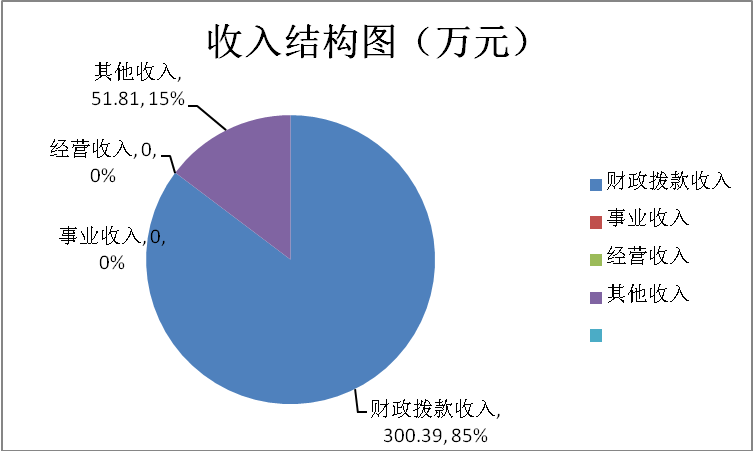 收入结构图（万元）
其他收入,
51.81, 15%
经营收入, 0,
0%
事业收入, 0,
0%
财政拨款收入,
300.39, 85%
财政拨款收入
事业收入
经营收入
其他收入